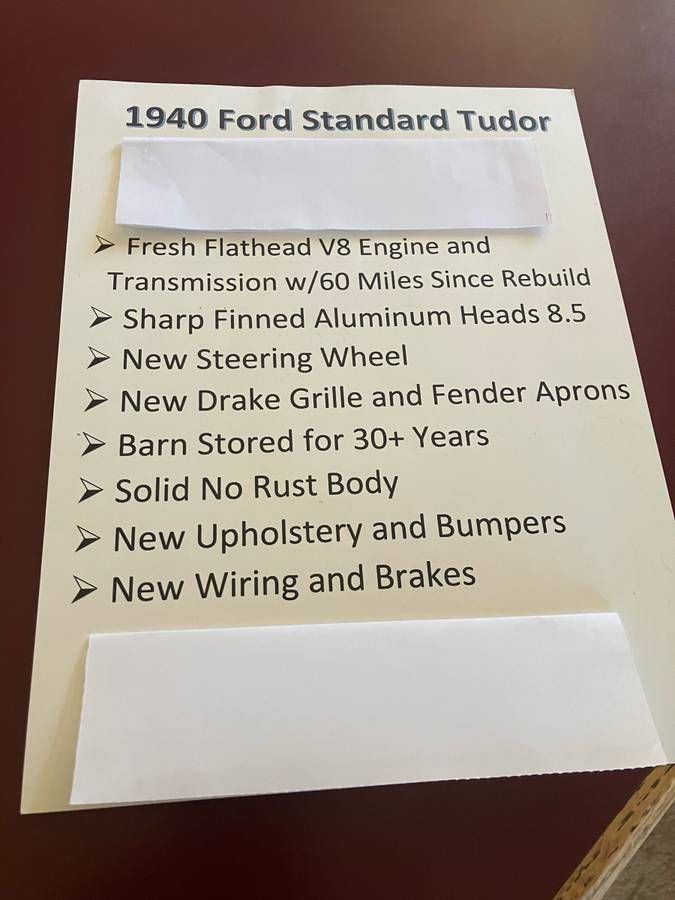 1940 Ford Standard Tudor
➢ Fresh Flathead V8 Engine and
Transmission w/60 Miles Since Rebuild
➢ Sharp Finned Aluminum Heads 8.5
➢ New Steering Wheel
➢ New Drake Grille and Fender Aprons
➢ Barn Stored for 30+ Years
➢ Solid No Rust Body
➢ New Upholstery and Bumpers
➢ New Wiring and Brakes